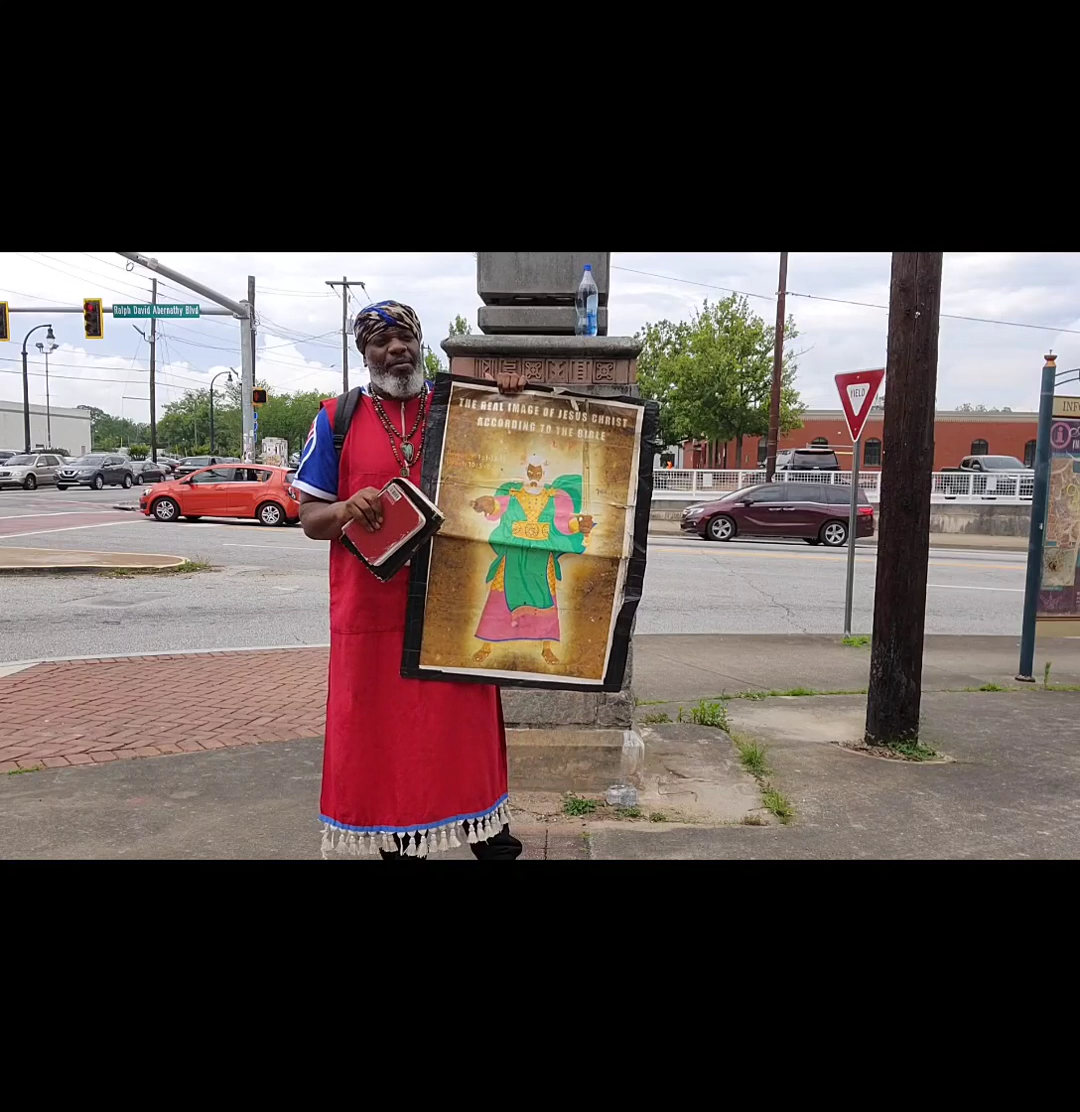 Ralph David Abernathy Blvd
THE REAL IMAGE OF JESUS CHRIST
ACCORDING TO THE BIBLE
YIELD